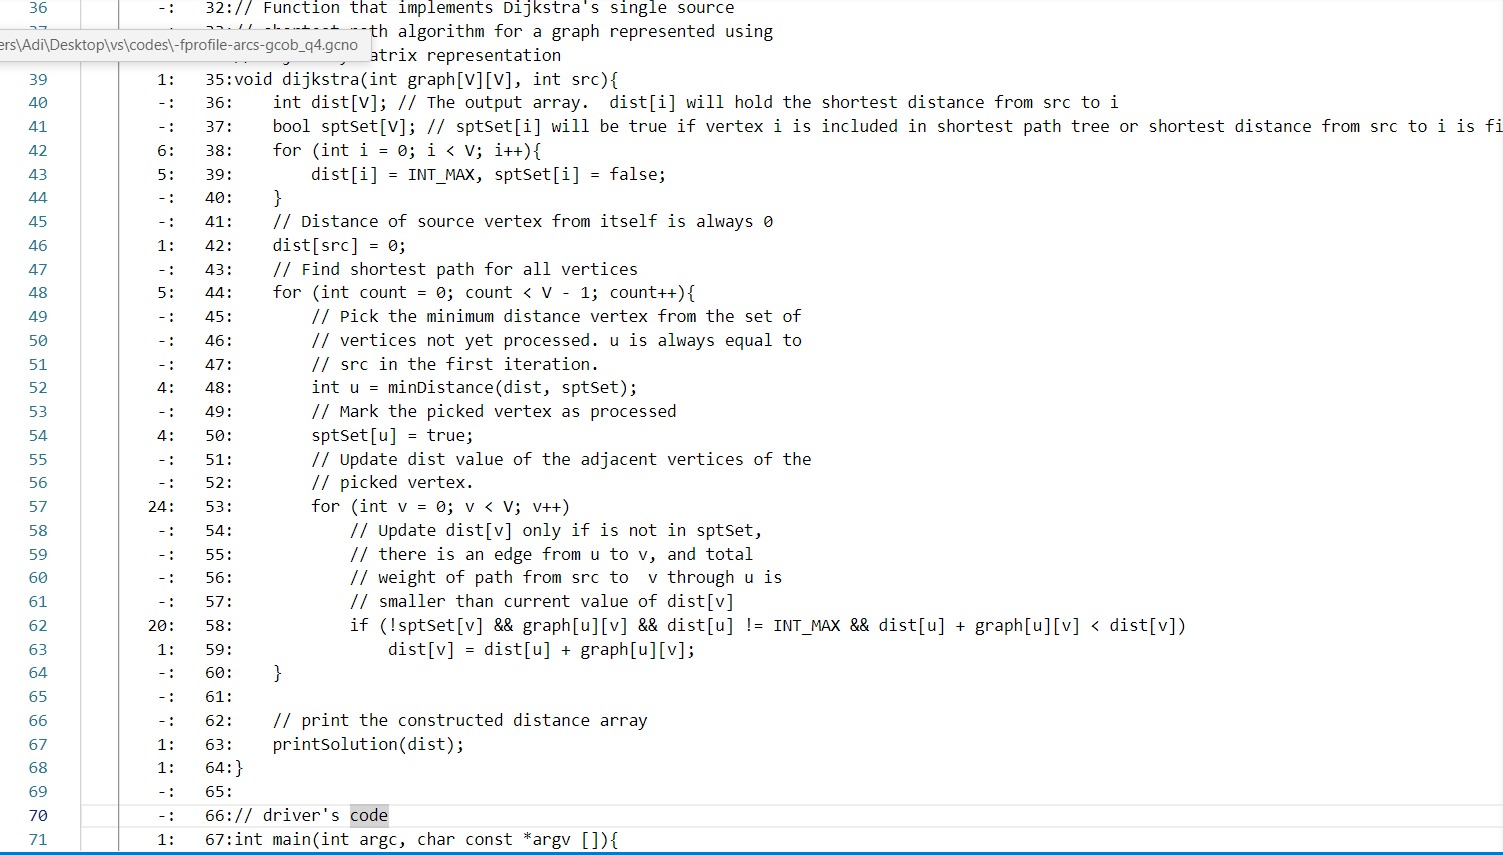 36 -: 32:// Function that implements Dijkstra's single source
algorithm for a graph represented using
ers\Adi\Desktop\vs\codes\-fprofile-arcs-gcob_q4.gcno
representation
39 1: 35:void dijkstra(int graph[V][V], int src){
40 -: 36:    int dist[V]; // The output array.  dist[i] will hold the shortest distance from src to i
41 -: 37:    bool sptSet[V]; // sptSet[i] will be true if vertex i is included in shortest path tree or shortest distance from src to i is fi
42 6: 38:    for (int i = 0; i < V; i++){
43 5: 39:        dist[i] = INT_MAX, sptSet[i] = false;
44 -: 40:    }
45 -: 41:    // Distance of source vertex from itself is always 0
46 1: 42:    dist[src] = 0;
47 -: 43:    // Find shortest path for all vertices
48 5: 44:    for (int count = 0; count < V - 1; count++){
49 -: 45:        // Pick the minimum distance vertex from the set of
50 -: 46:        // vertices not yet processed. u is always equal to
51 -: 47:        // src in the first iteration.
52 4: 48:        int u = minDistance(dist, sptSet);
53 -: 49:        // Mark the picked vertex as processed
54 4: 50:        sptSet[u] = true;
55 -: 51:        // Update dist value of the adjacent vertices of the
56 -: 52:        // picked vertex.
57 24: 53:        for (int v = 0; v < V; v++)
58 -: 54:            // Update dist[v] only if is not in sptSet,
59 -: 55:            // there is an edge from u to v, and total
60 -: 56:            // weight of path from src to  v through u is
61 -: 57:            // smaller than current value of dist[v]
62 20: 58:            if (!sptSet[v] && graph[u][v] && dist[u] != INT_MAX && dist[u] + graph[u][v] < dist[v])
63 1: 59:                dist[v] = dist[u] + graph[u][v];
64 -: 60:    }
65 -: 61:
66 -: 62:    // print the constructed distance array
67 1: 63:    printSolution(dist);
68 1: 64:}
69 -: 65:
70 -: 66:// driver's code
71 1: 67:int main(int argc, char const *argv []){